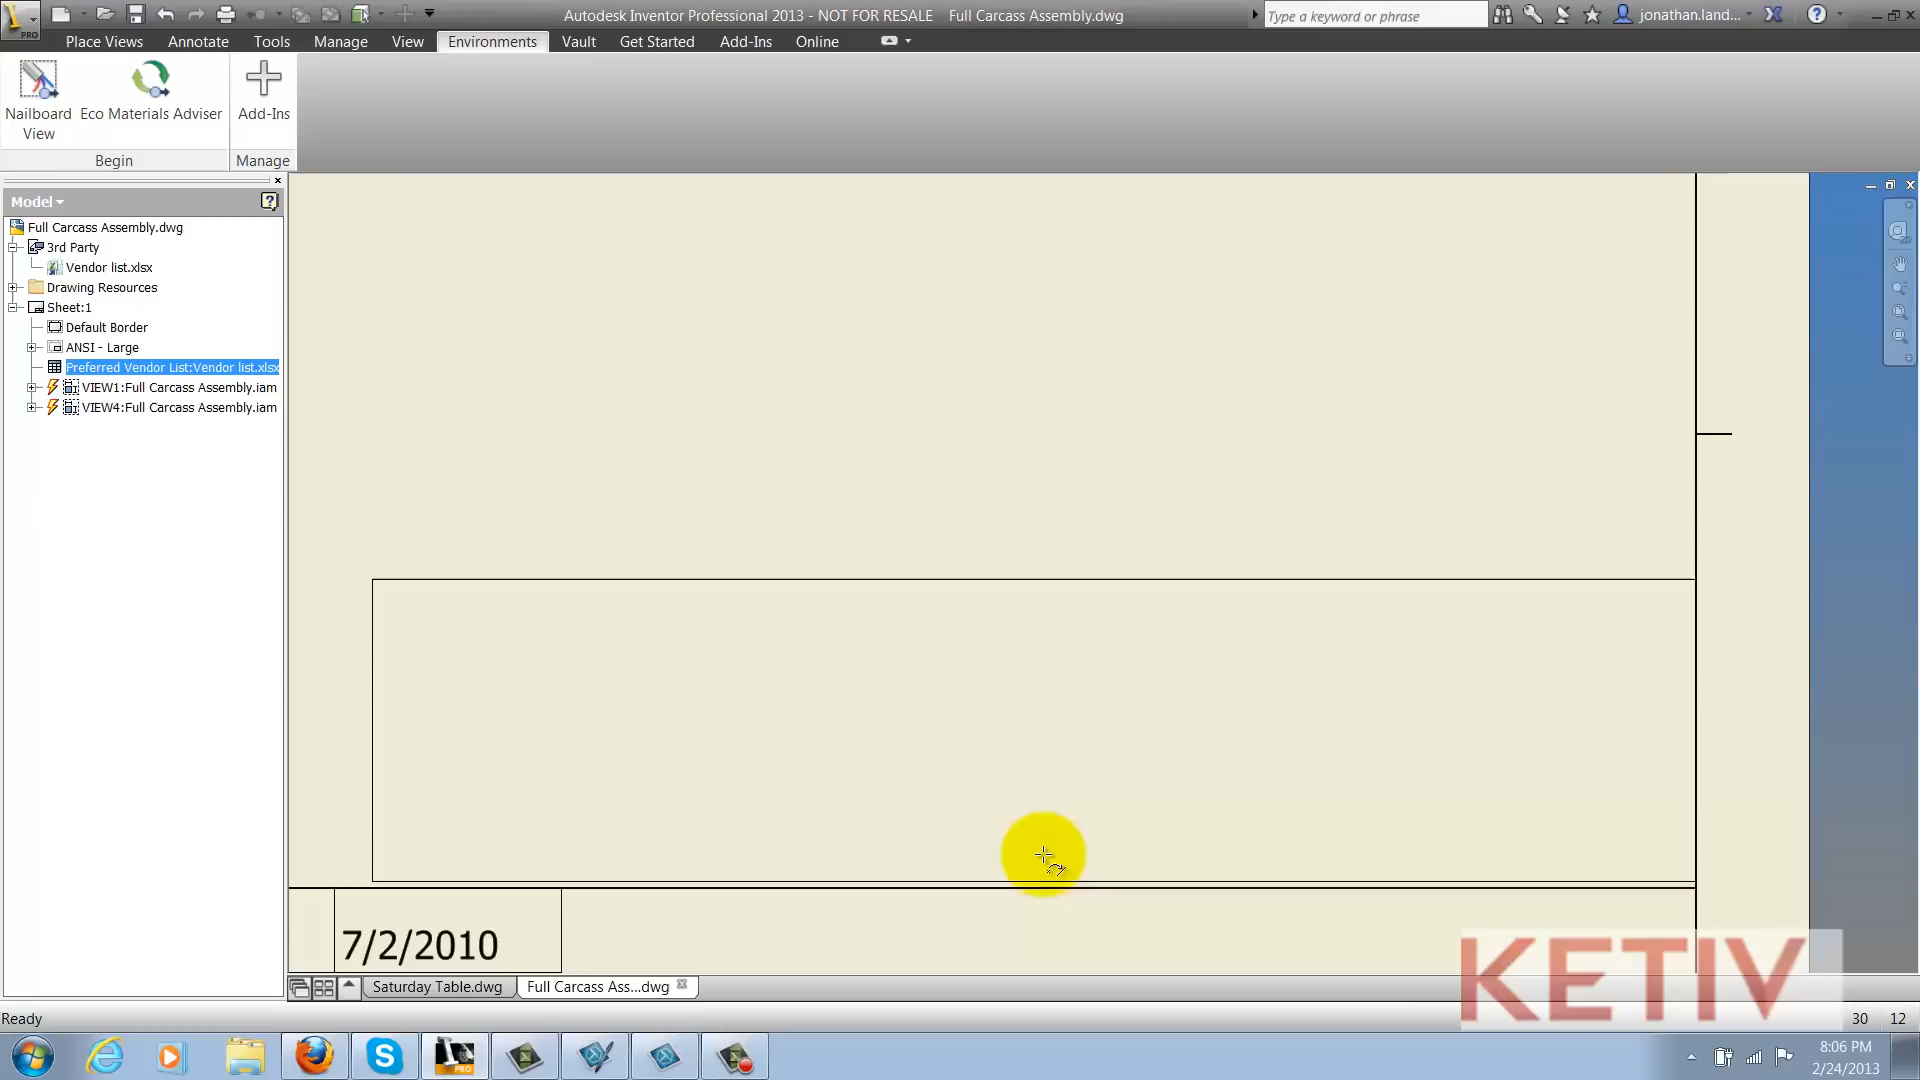 Autodesk Inventor Professional 2013 - NOT FOR RESALE Full Carcass Assembly.dwg
Type a keyword or phrase
jonathan.land...
PRO
Place Views Annotate Tools Manage View Environments Vault Get Started Add-Ins Online
Nailboard View
Eco Materials Adviser
Add-Ins
Begin
Manage
Model
Full Carcass Assembly.dwg
3rd Party
Vendor list.xlsx
Drawing Resources
Sheet:1
Default Border
ANSI - Large
Preferred Vendor List:Vendor list.xlsx
VIEW1:Full Carcass Assembly.iam
VIEW4:Full Carcass Assembly.iam
2D
7/2/2010
KETIV
Saturday Table.dwg Full Carcass Ass...dwg
Ready
30 12
PRO
8:06 PM
2/24/2013